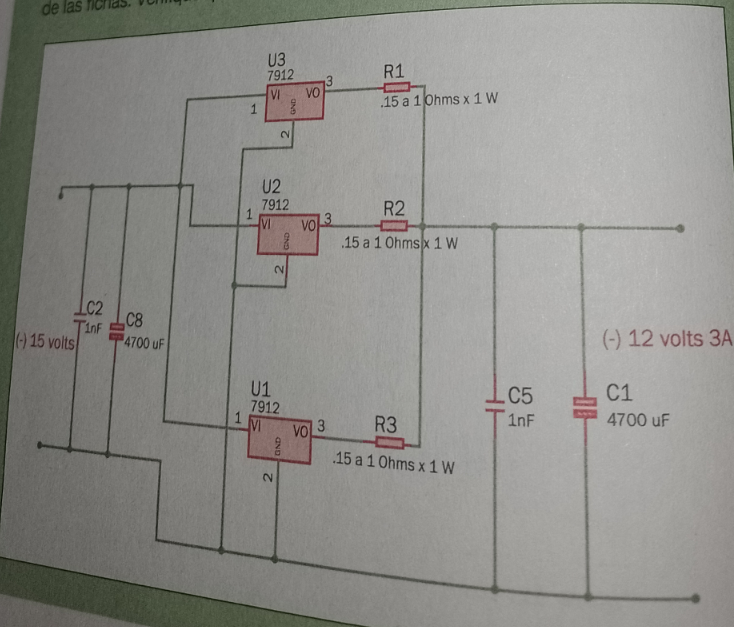 de las fichas.
U3
7912
VI VO
GND
1
3
2
R1
.15 a 1 Ohms x 1 W
U2
7912
VI VO
GND
1
3
2
R2
.15 a 1 Ohms x 1 W
C2
1nF
C8
4700 uF
(-) 15 volts
U1
7912
VI VO
GND
1
3
2
R3
.15 a 1 Ohms x 1 W
C5
1nF
C1
4700 uF
(-) 12 volts 3A